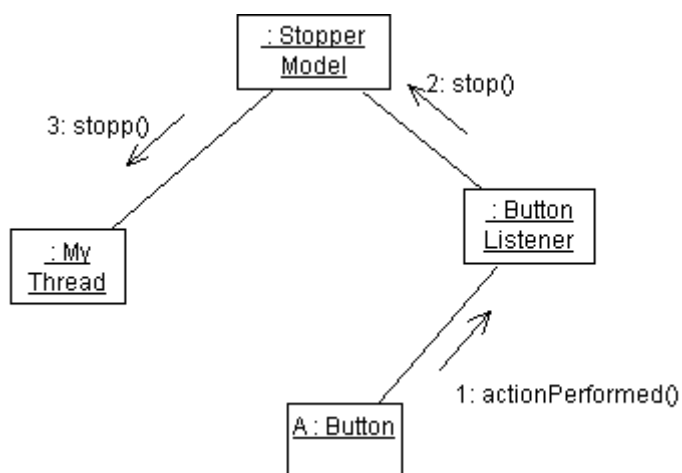 : Stopper
Model
2: stop()
3: stopp()
: Button
Listener
: My
Thread
1: actionPerformed()
A : Button